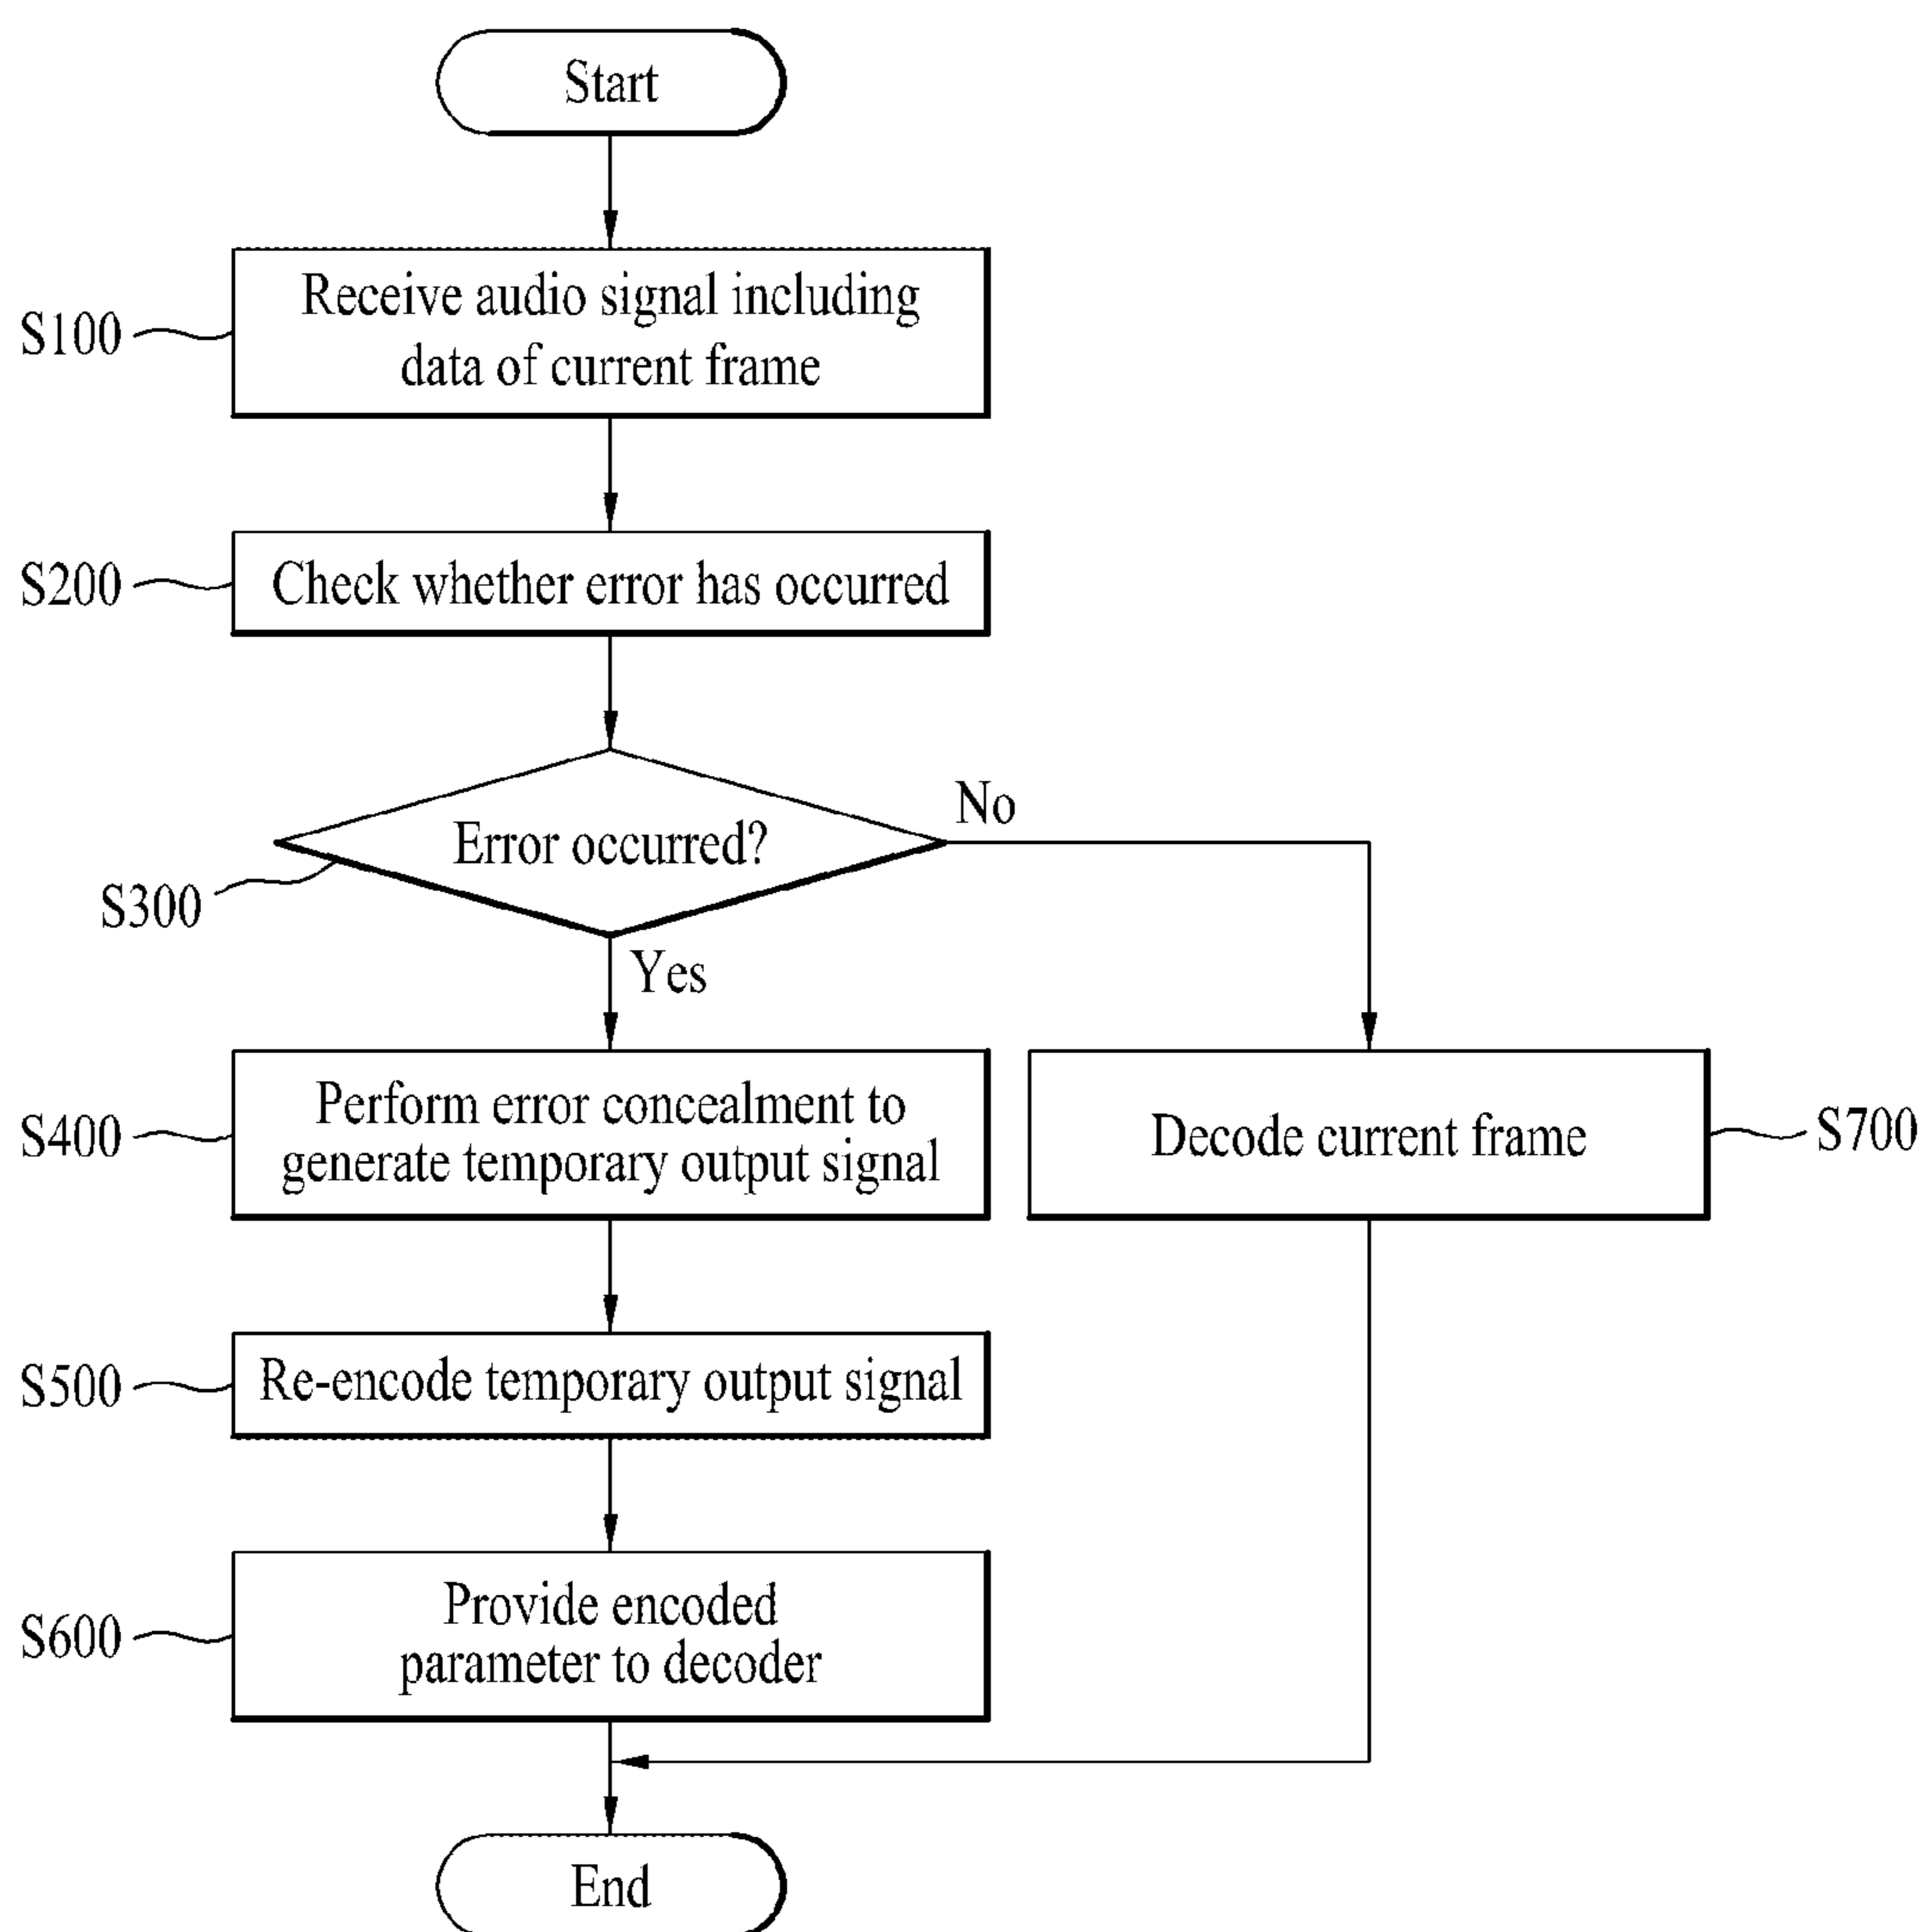 Start
S100
Receive audio signal including
data of current frame
S200
Check whether error has occurred
Error occurred?
No
S300
Yes
S400
Perform error concealment to
generate temporary output signal
Decode current frame
S700
S500
Re-encode temporary output signal
S600
Provide encoded
parameter to decoder
End